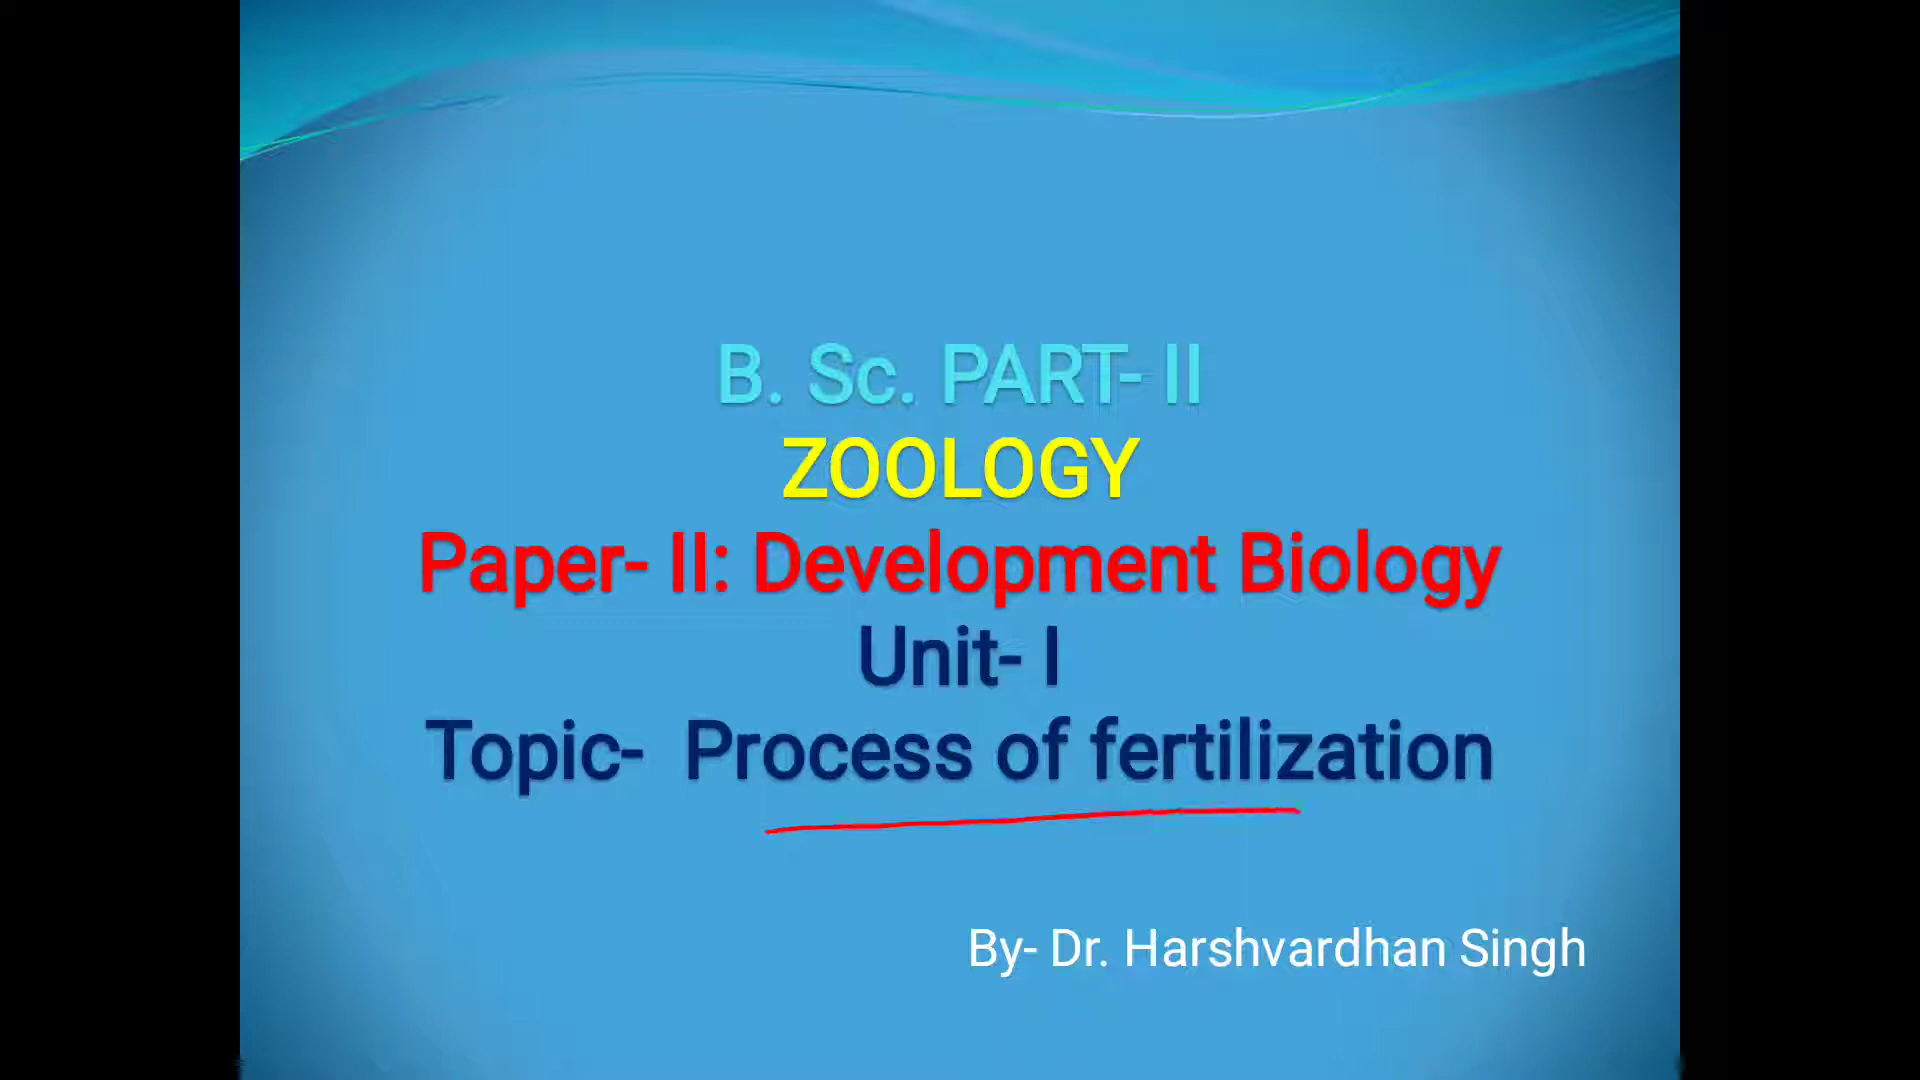 B. Sc. PART- II
ZOOLOGY
Paper- II: Development Biology
Unit- I
Topic-  Process of fertilization
By- Dr. Harshvardhan Singh